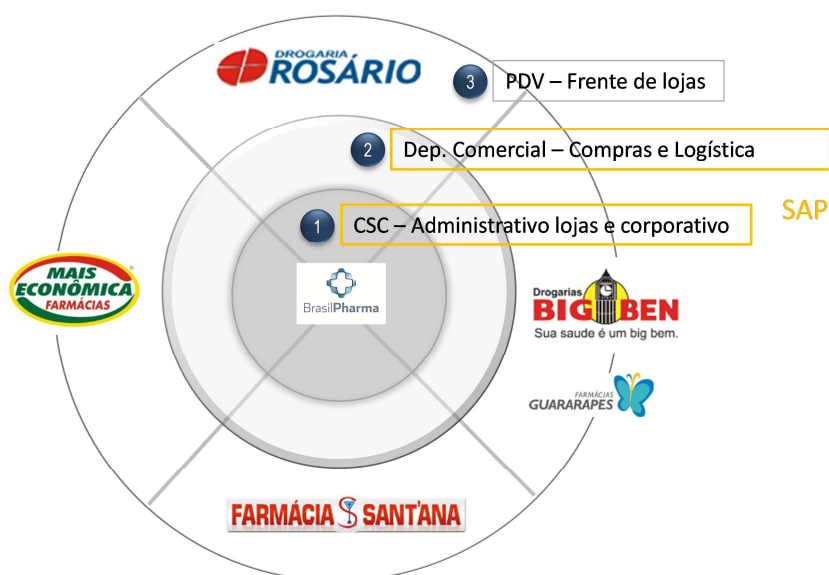 DROGARIA
ROSÁRIO
3
PDV – Frente de lojas
2
Dep. Comercial – Compras e Logística
SAP
1
CSC – Administrativo lojas e corporativo
MAIS
ECONÔMICA
FARMÁCIAS
BrasilPharma
Drogarias
BIG BEN
Sua saude é um big bem.
FARMÁCIAS
GUARARAPES
FARMÁCIA SANT'ANA